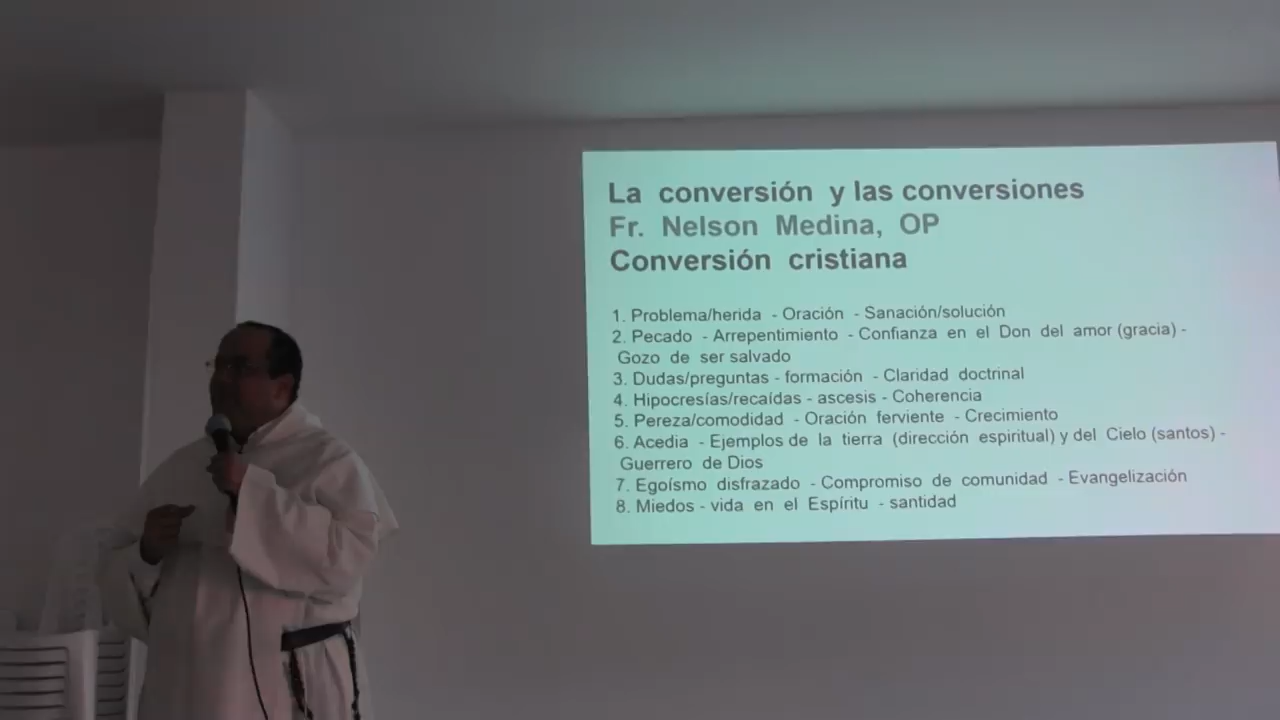 La conversión y las conversiones
Fr. Nelson Medina, OP
Conversión cristiana
1. Problema/herida - Oración - Sanación/solución
2. Pecado - Arrepentimiento - Confianza en el Don del amor (gracia) -
Gozo de ser salvado
3. Dudas/preguntas - formación - Claridad doctrinal
4. Hipocresías/recaídas - ascesis - Coherencia
5. Pereza/comodidad - Oración ferviente - Crecimiento
6. Acedia - Ejemplos de la tierra (dirección espiritual) y del Cielo (santos) -
Guerrero de Dios
7. Egoísmo disfrazado - Compromiso de comunidad - Evangelización
8. Miedos - vida en el Espíritu - santidad